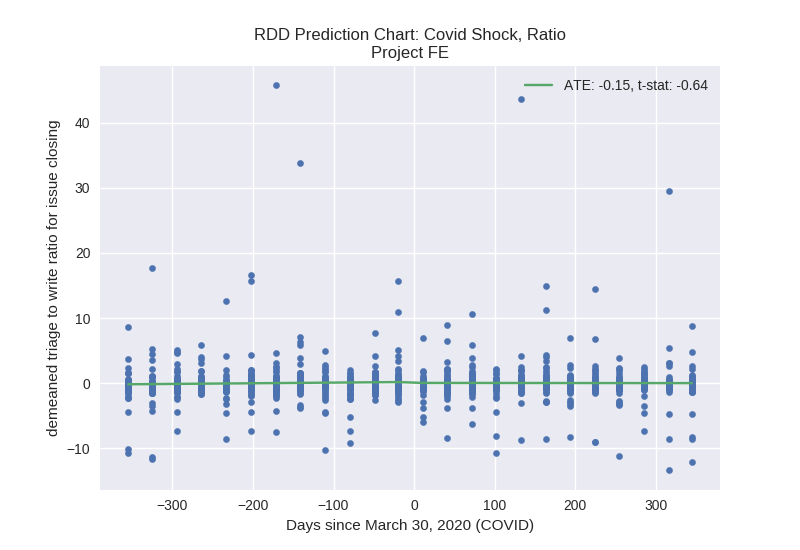 RDD Prediction Chart: Covid Shock, Ratio
Project FE
ATE: -0.15, t-stat: -0.64
demeaned triage to write ratio for issue closing
40
30
20
10
0
−10
−300
−200
−100
0
100
200
300
Days since March 30, 2020 (COVID)